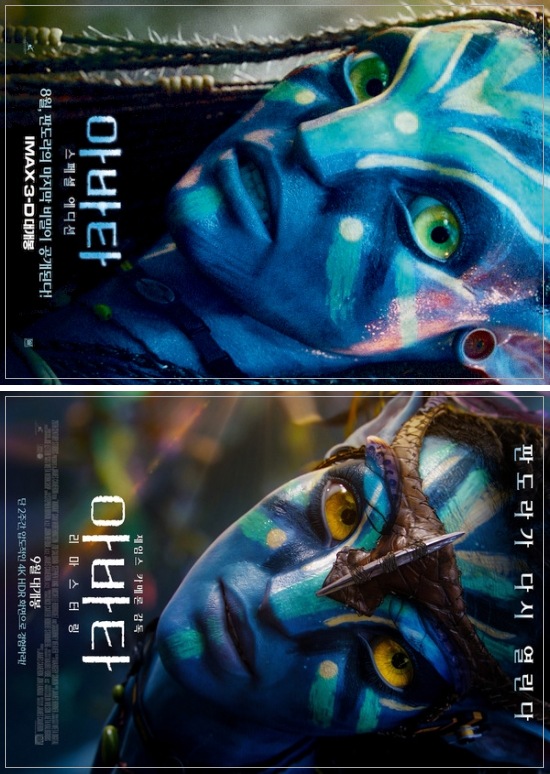 아바타
스페셜 에디션
8월, 판도라의 마지막 비밀이 공개된다!
IMAX 3-D 대개봉
판도라가 다시 열린다
제임스 카메론 감독
아바타
리마스터링
9월 대개봉
단 2주간, 압도적인 4K HDR 화면으로 경험하라!